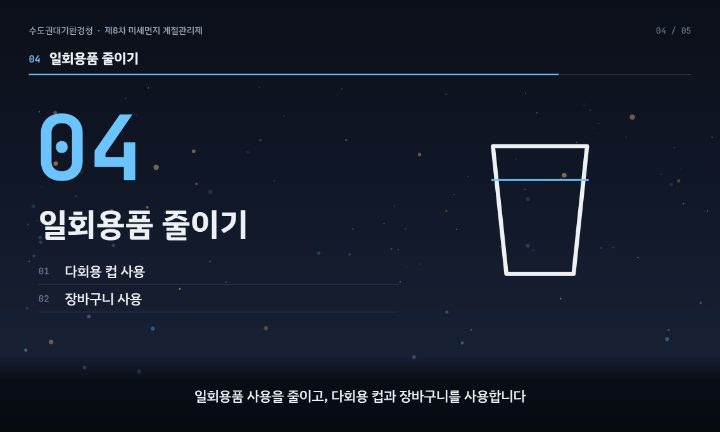 수도권대기환경청 · 제8차 미세먼지 계절관리제
04 / 05
04 일회용품 줄이기
04
일회용품 줄이기
01 다회용 컵 사용
02 장바구니 사용
일회용품 사용을 줄이고, 다회용 컵과 장바구니를 사용합니다